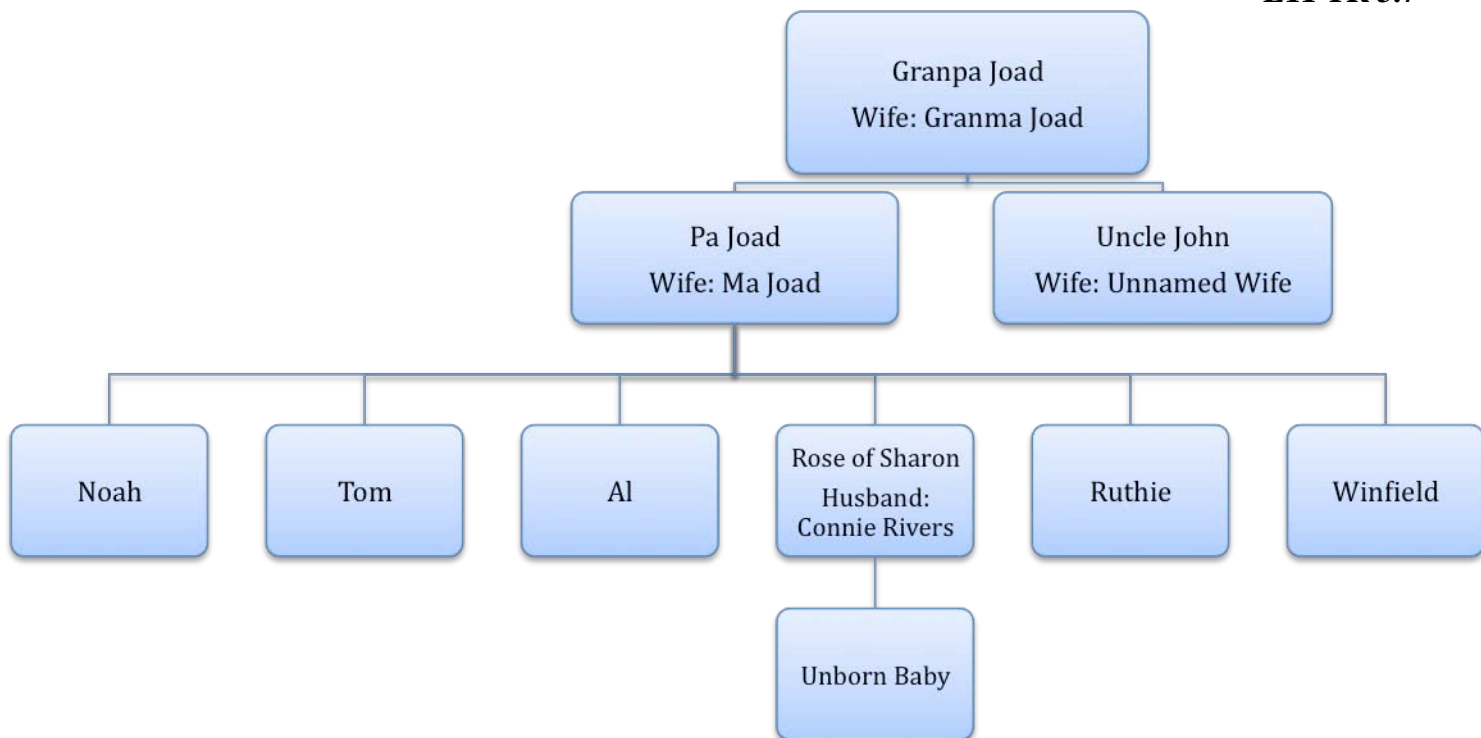 Granpa Joad
Wife: Granma Joad
Pa Joad
Wife: Ma Joad
Uncle John
Wife: Unnamed Wife
Noah
Tom
Al
Rose of Sharon
Husband:
Connie Rivers
Ruthie
Winfield
Unborn Baby